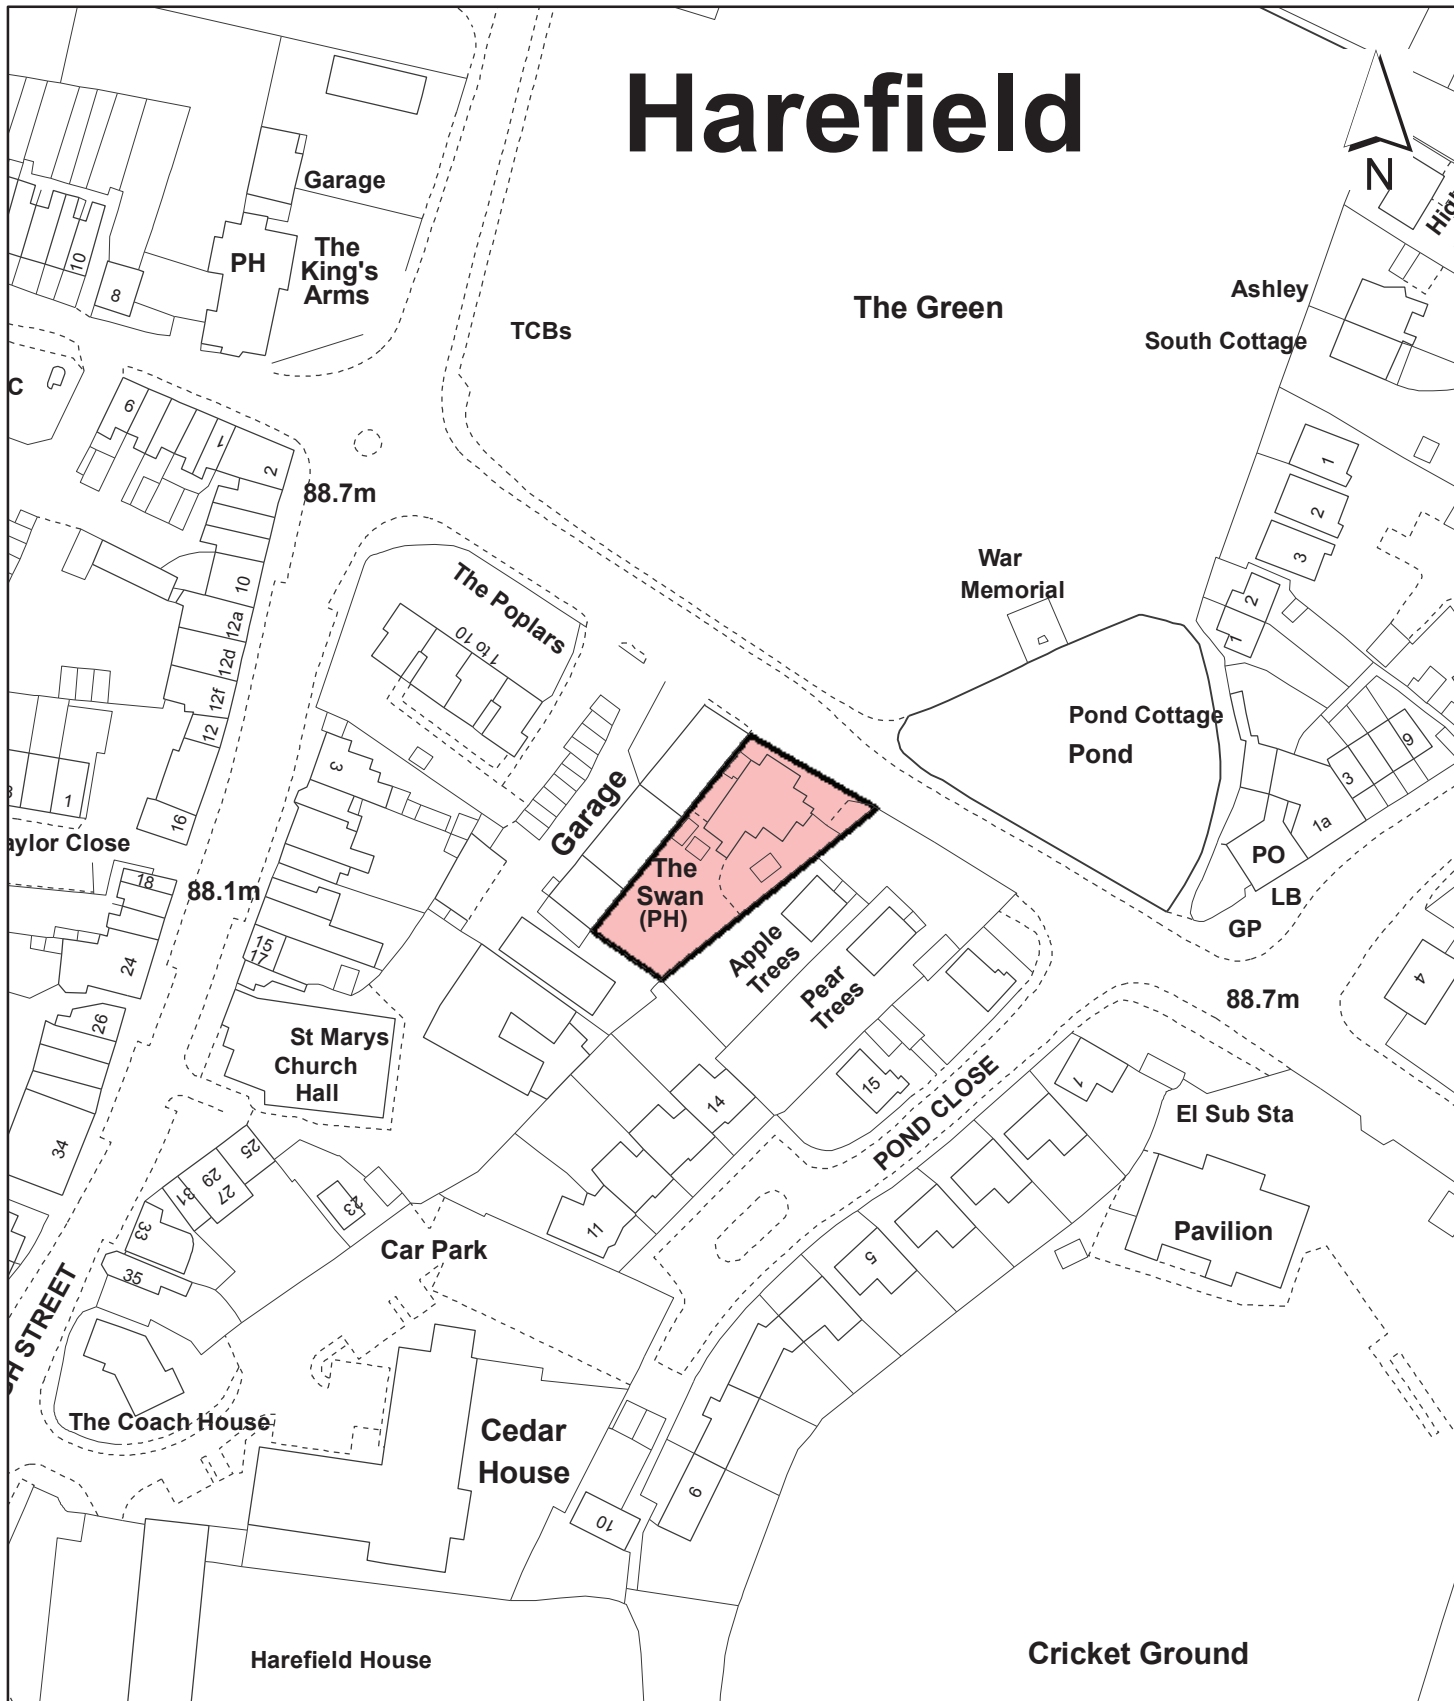 Harefield
N
Garage
The
King's
Arms
PH
10
8
TCBs
The Green
Ashley
South Cottage
C
6
1
2
88.7m
1
2
3
2
1
War
Memorial
The Poplars
1 to 10
10
12a
12d
12f
12
16
3
Pond Cottage
Pond
9
3
1a
PO
LB
GP
Garage
The
Swan
(PH)
Apple
Trees
Pear
Trees
1
aylor Close
18
88.1m
15
17
24
26
34
St Marys
Church
Hall
88.7m
4
POND CLOSE
15
14
11
1
El Sub Sta
Pavilion
5
25
29
27
31
33
23
35
Car Park
GH STREET
The Coach House
Cedar
House
9
10
Harefield House
Cricket Ground